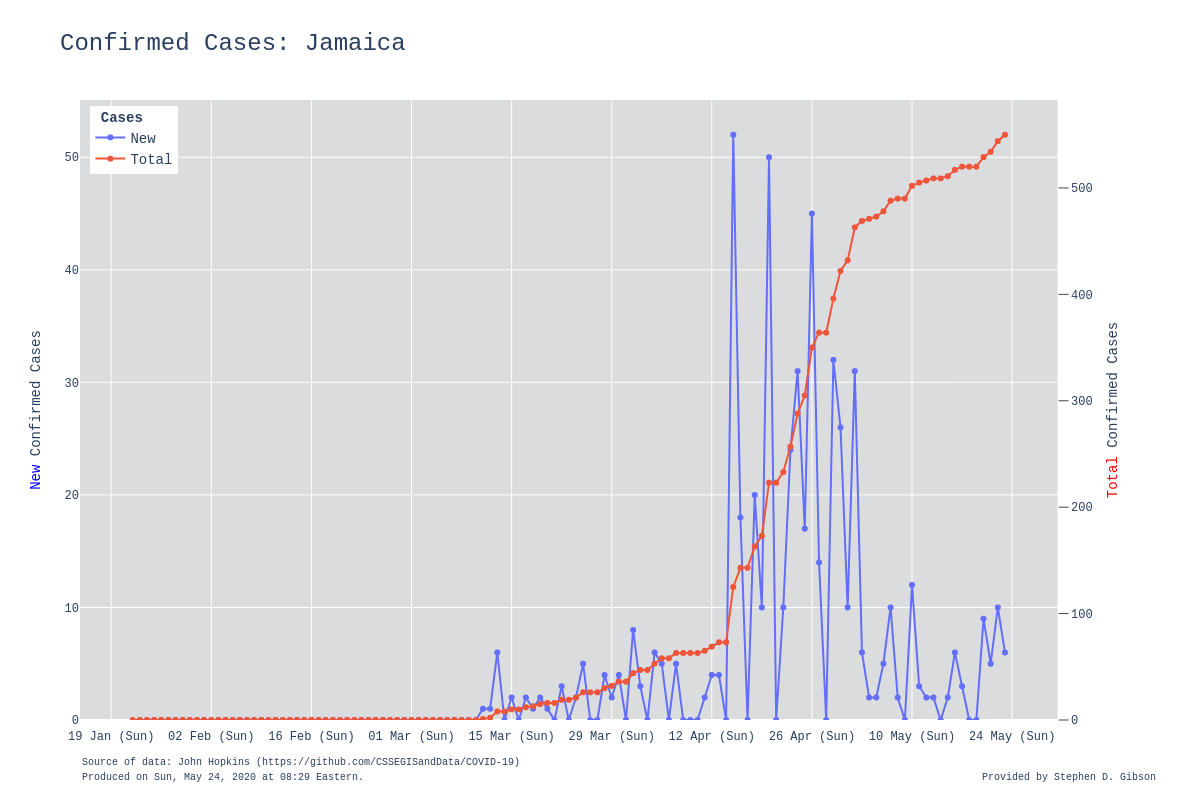 Confirmed Cases: Jamaica
Cases
New
Total
50
40
30
20
10
0
500
400
300
200
100
0
New Confirmed Cases
Total Confirmed Cases
19 Jan (Sun) 02 Feb (Sun) 16 Feb (Sun) 01 Mar (Sun) 15 Mar (Sun) 29 Mar (Sun) 12 Apr (Sun) 26 Apr (Sun) 10 May (Sun) 24 May (Sun)
Source of data: John Hopkins (https://github.com/CSSEGISandData/COVID-19)
Produced on Sun, May 24, 2020 at 08:29 Eastern.
Provided by Stephen D. Gibson